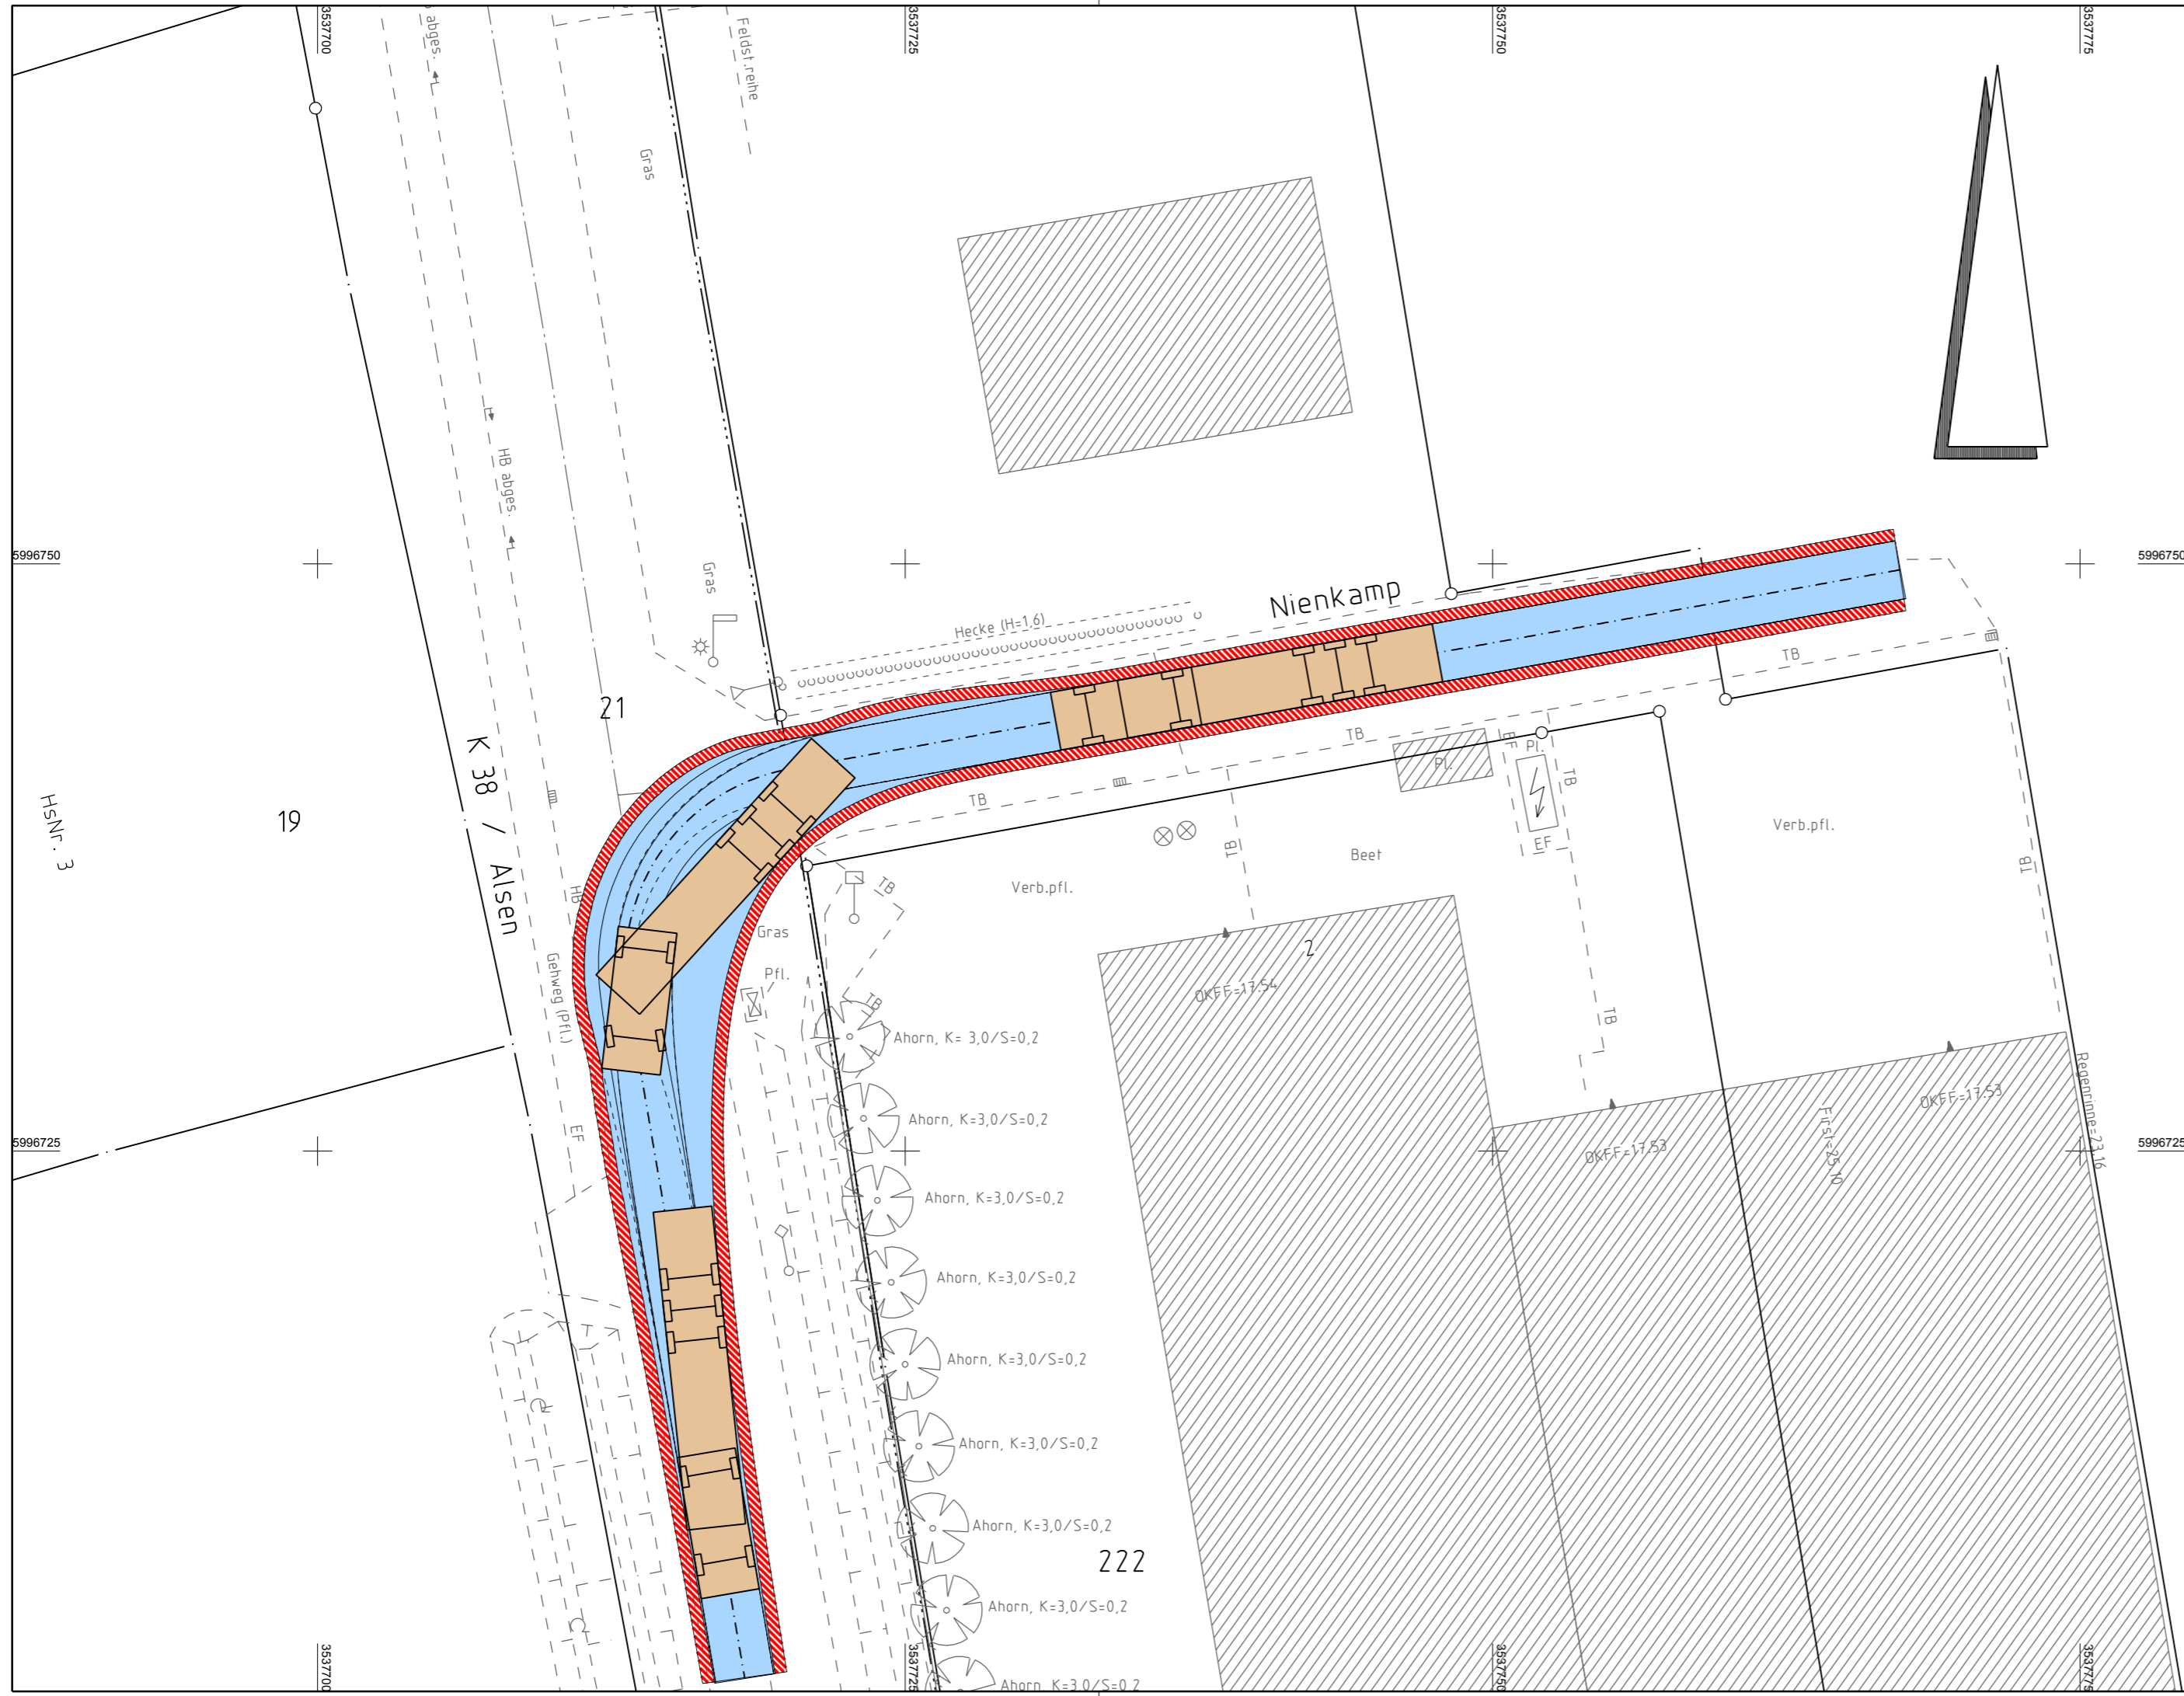 3537700
3537725
3537750
3537775
abges.
Feldst.reihe
Gras
HB abges.
5996750
5996750
Gras
Nienkamp
Hecke (H=1,6)
TB
21
TB
K 38 / Alsen
EF
Pl.
Pl.
TB
TB
HsNr. 3
19
Verb.pfl.
EF
TB
Beet
TB
HB
TB
Verb.pfl.
Gras
2
Gehweg (Pfl.)
Pfl.
OKFF=17.54
TB
TB
Ahorn, K= 3,0/S=0,2
Regenrinne=23.16
OKFF=17.53
Ahorn, K=3,0/S=0,2
First=25.10
EF
5996725
OKFF=17.53
5996725
Ahorn, K=3,0/S=0,2
Ahorn, K=3,0/S=0,2
Ahorn, K=3,0/S=0,2
Ahorn, K=3,0/S=0,2
Ahorn, K=3,0/S=0,2
222
Ahorn, K=3,0/S=0,2
Ahorn, K=3,0/S=0,2
3537700
3537725
3537750
3537775